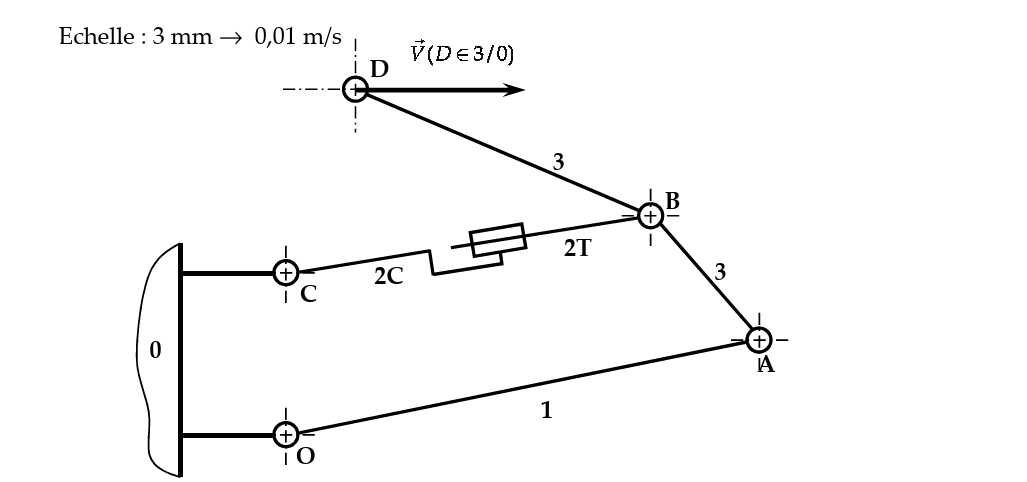 Echelle : 3 mm → 0,01 m/s
V⃗(D ∈ 3/0)
D
3
B
2T
2C
3
C
0
A
1
O